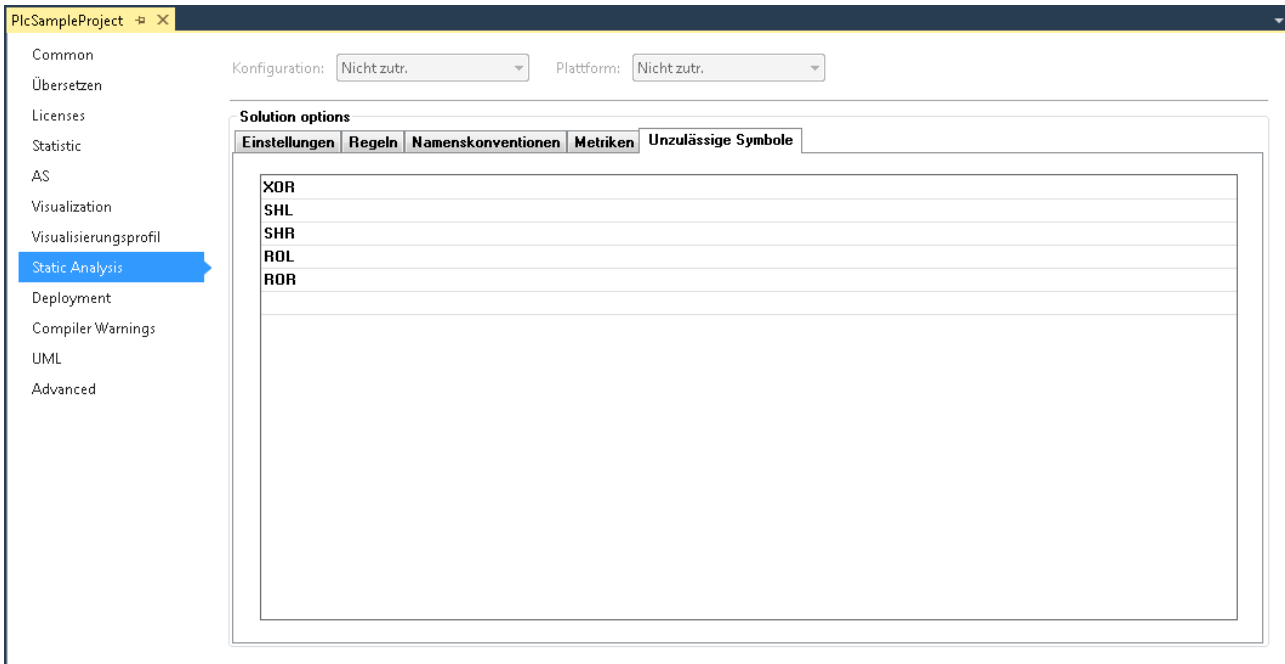 PlcSampleProject
Common
Übersetzen
Licenses
Statistic
AS
Visualization
Visualisierungsprofil
Static Analysis
Deployment
Compiler Warnings
UML
Advanced
Konfiguration: Nicht zutr. Plattform: Nicht zutr.
Solution options
Einstellungen Regeln Namenskonventionen Metriken Unzulässige Symbole
XOR
SHL
SHR
ROL
ROR